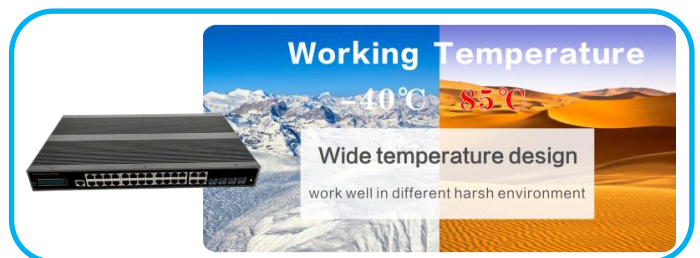 Working Temperature
-40℃ 85℃
Wide temperature design
work well in different harsh environment